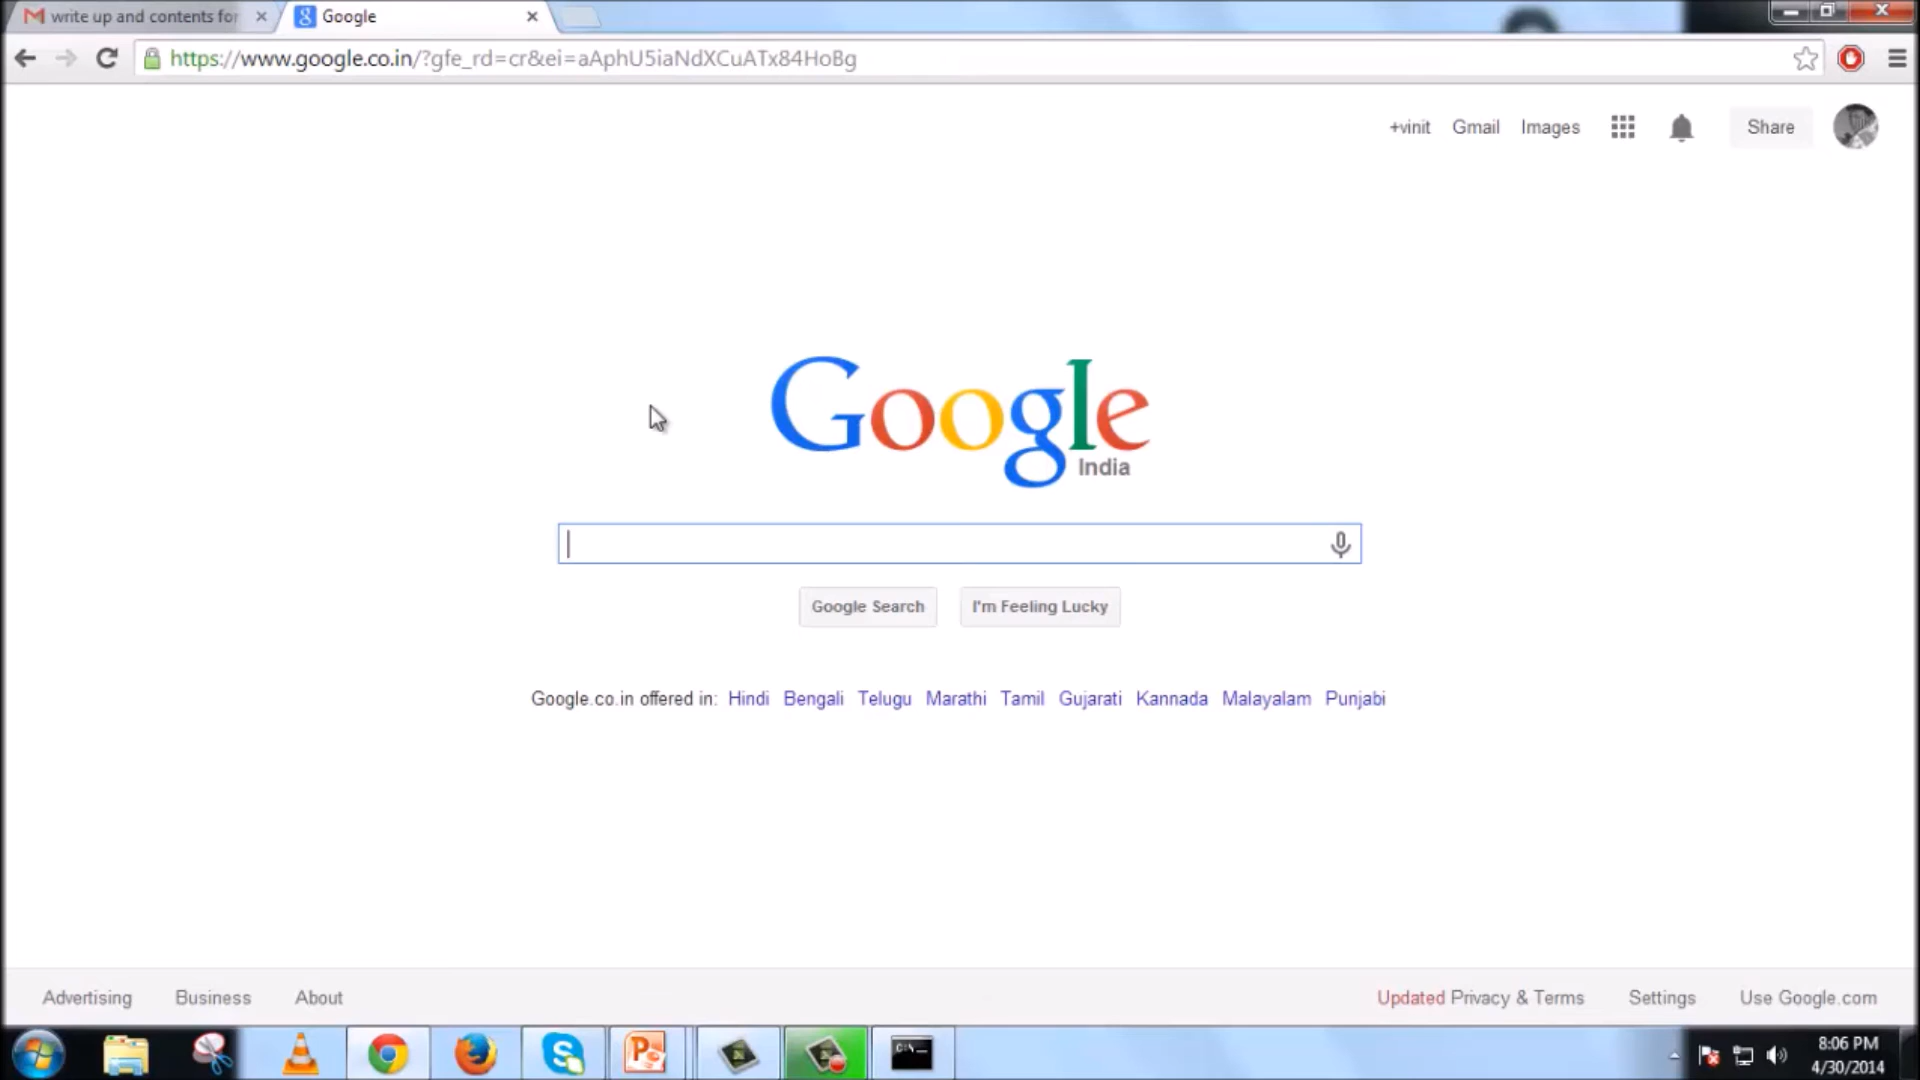 write up and contents for
Google
https://www.google.co.in/?gfe_rd=cr&ei=aAphU5iaNdXCuATx84HoBg
+vinit Gmail Images Share
Google
India
Google Search I'm Feeling Lucky
Google.co.in offered in: Hindi Bengali Telugu Marathi Tamil Gujarati Kannada Malayalam Punjabi
Advertising Business About Updated Privacy & Terms Settings Use Google.com
8:06 PM
4/30/2014